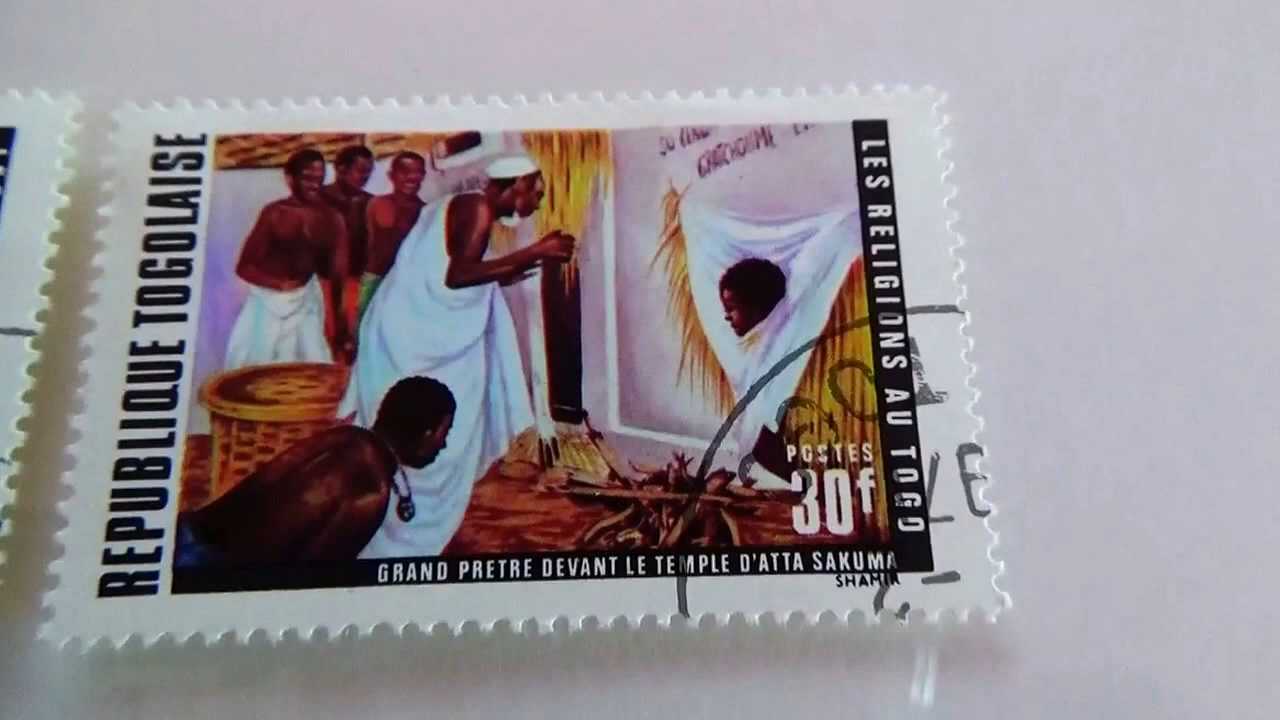 REPUBLIQUE TOGOLAISE
LES RELIGIONS AU TOGO
POSTES
30f
GRAND PRETRE DEVANT LE TEMPLE D'ATTA SAKUMA
SHAMIR